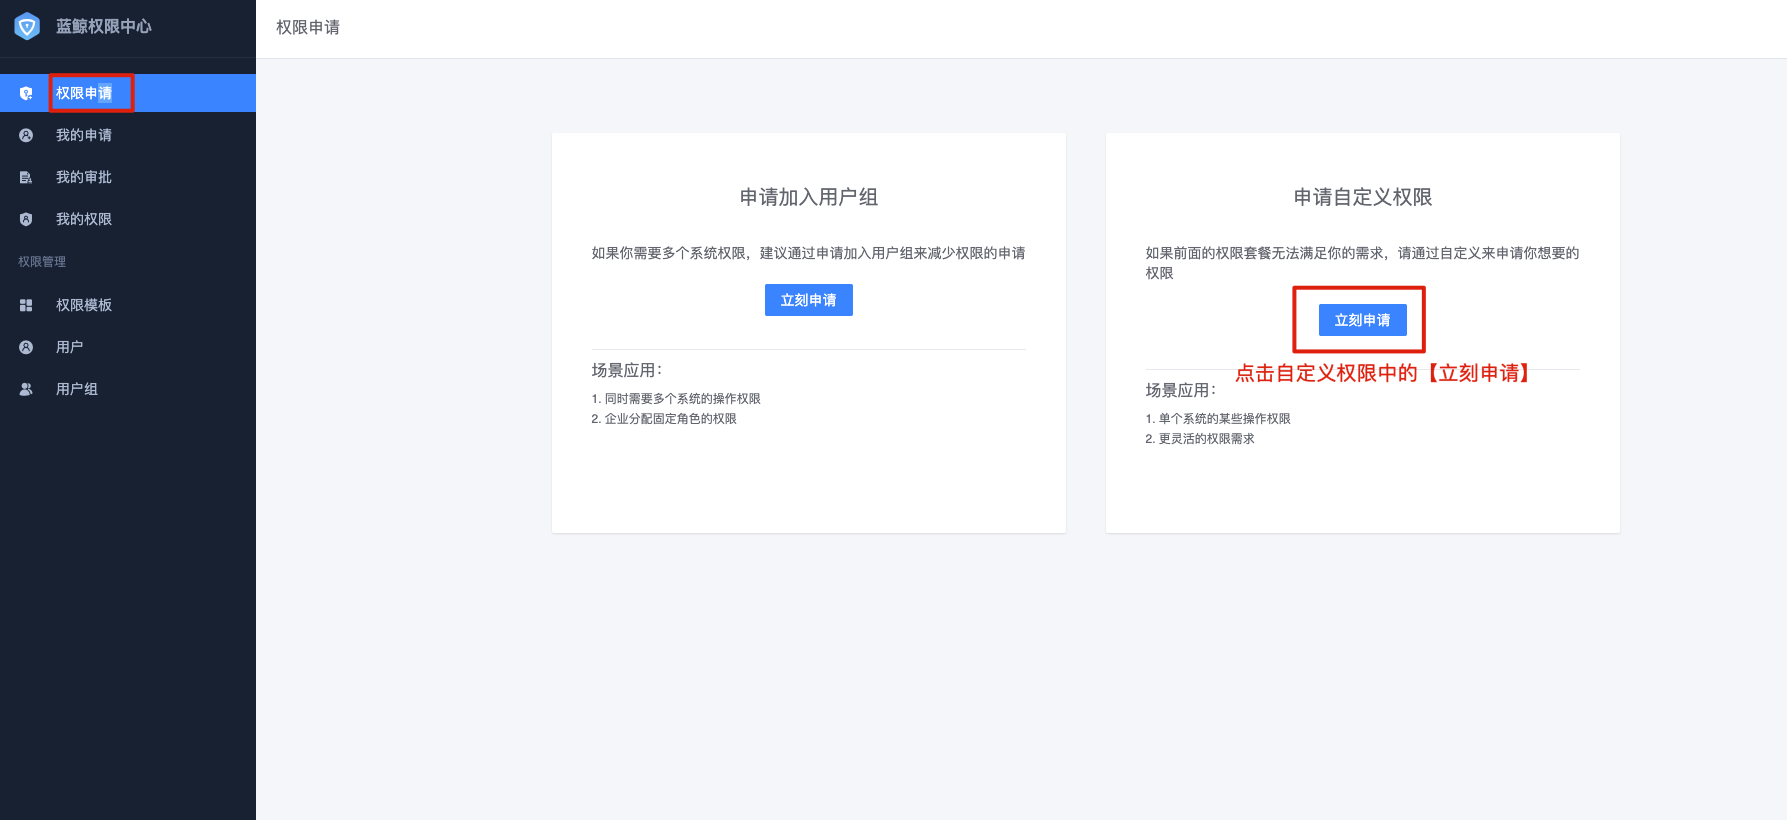 蓝鲸权限中心
权限申请
我的申请
我的审批
我的权限
权限管理
权限模板
用户
用户组
权限申请
申请加入用户组
如果你需要多个系统权限，建议通过申请加入用户组来减少权限的申请
立刻申请
场景应用：
1. 同时需要多个系统的操作权限
2. 企业分配固定角色的权限
申请自定义权限
如果前面的权限套餐无法满足你的需求，请通过自定义来申请你想要的
权限
立刻申请
点击自定义权限中的【立刻申请】
场景应用：
1. 单个系统的某些操作权限
2. 更灵活的权限需求